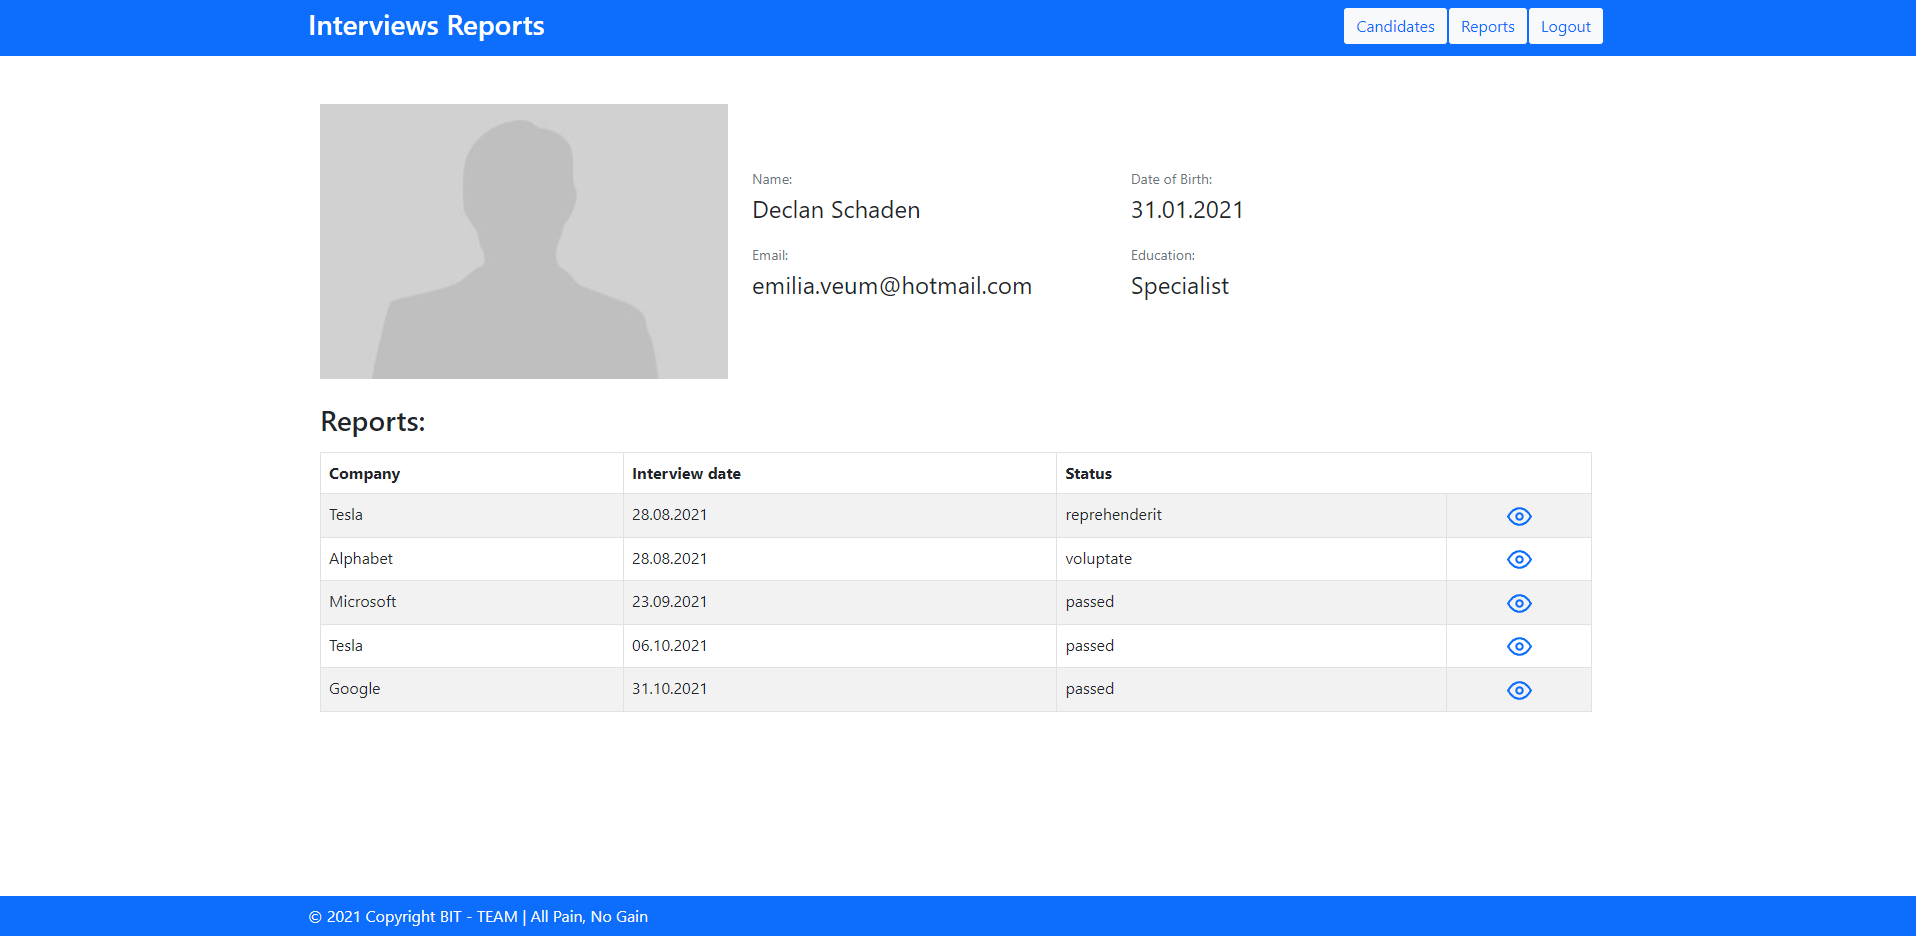 Interviews Reports
Candidates Reports Logout
Name:
Declan Schaden
Date of Birth:
31.01.2021
Email:
emilia.veum@hotmail.com
Education:
Specialist
Reports:
Company Interview date Status
Tesla 28.08.2021 reprehenderit
Alphabet 28.08.2021 voluptate
Microsoft 23.09.2021 passed
Tesla 06.10.2021 passed
Google 31.10.2021 passed
© 2021 Copyright BIT - TEAM | All Pain, No Gain